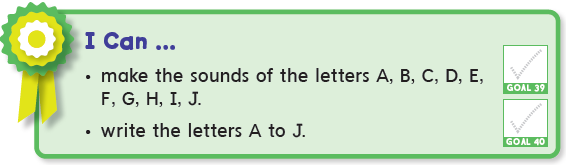 I Can ...
• make the sounds of the letters A, B, C, D, E,
F, G, H, I, J.
GOAL 39
• write the letters A to J.
GOAL 40